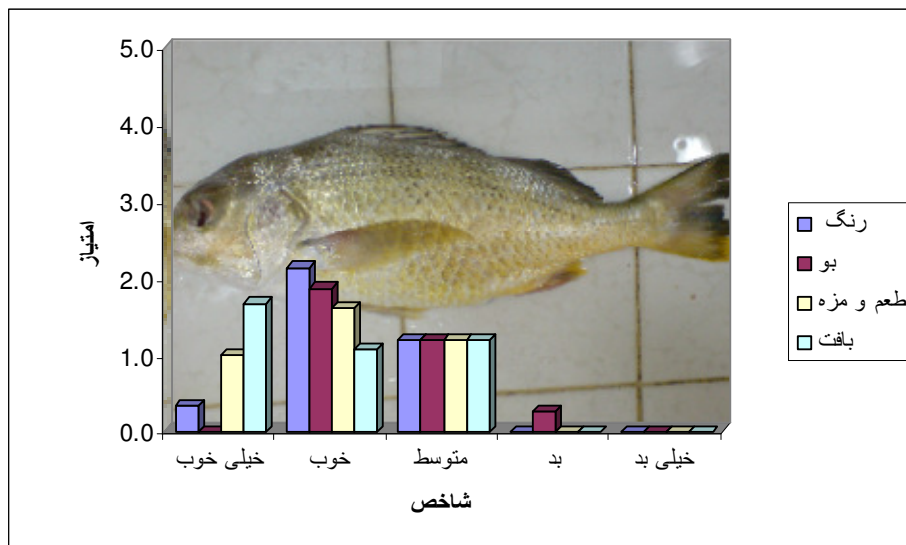 5.0
4.0
3.0
2.0
1.0
0.0
امتیاز
خیلی خوب
خوب
متوسط
بد
خیلی بد
شاخص
رنگ
بو
طعم و مزه
بافت